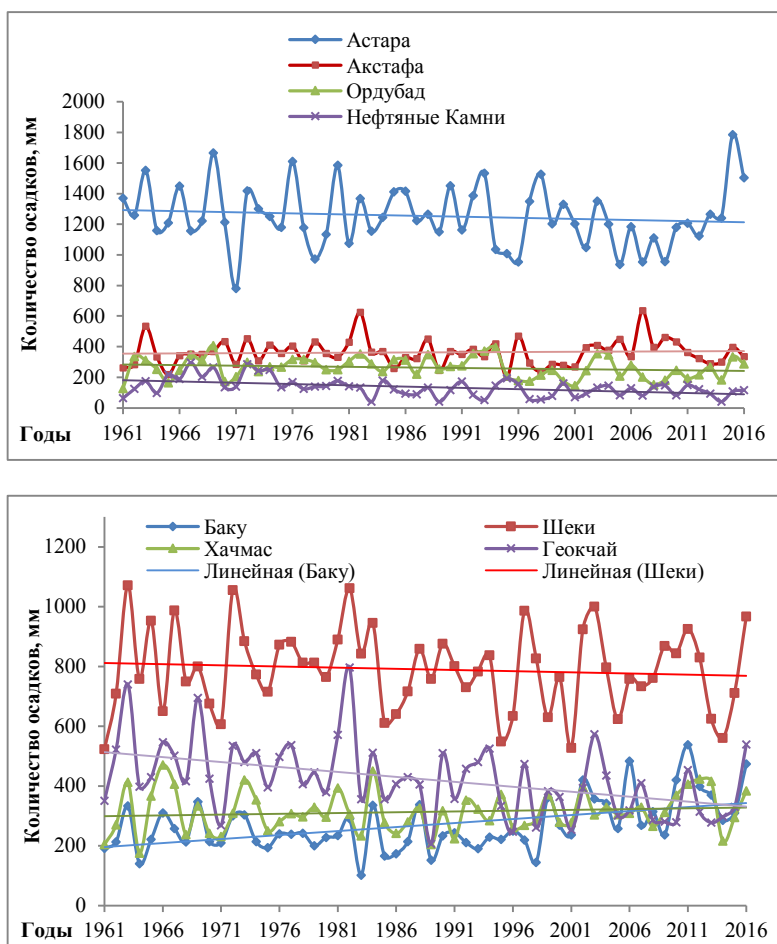 Астара
Акстафа
Ордубад
Нефтяные Камни
Количество осадков, мм
2000
1800
1600
1400
1200
1000
800
600
400
200
0
Годы 1961 1966 1971 1976 1981 1986 1991 1996 2001 2006 2011 2016
Баку Шеки
Хачмас Геокчай
Линейная (Баку) Линейная (Шеки)
Количество осадков, мм
1200
1000
800
600
400
200
0
Годы 1961 1966 1971 1976 1981 1986 1991 1996 2001 2006 2011 2016